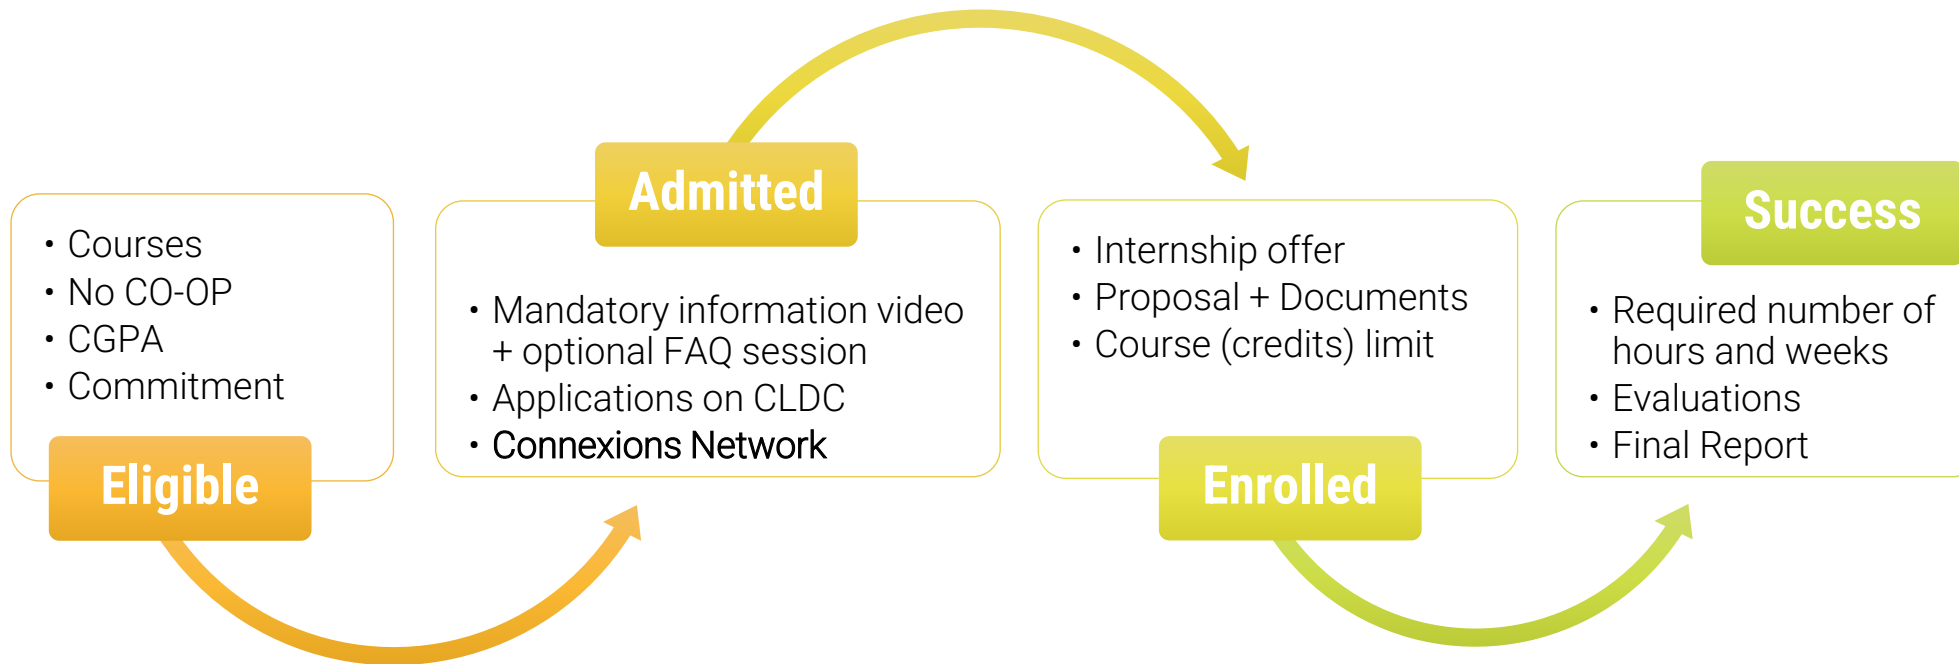 • Courses
• No CO-OP
• CGPA
• Commitment
Eligible
Admitted
• Mandatory information video
+ optional FAQ session
• Applications on CLDC
• Connexions Network
• Internship offer
• Proposal + Documents
• Course (credits) limit
Enrolled
Success
• Required number of
hours and weeks
• Evaluations
• Final Report